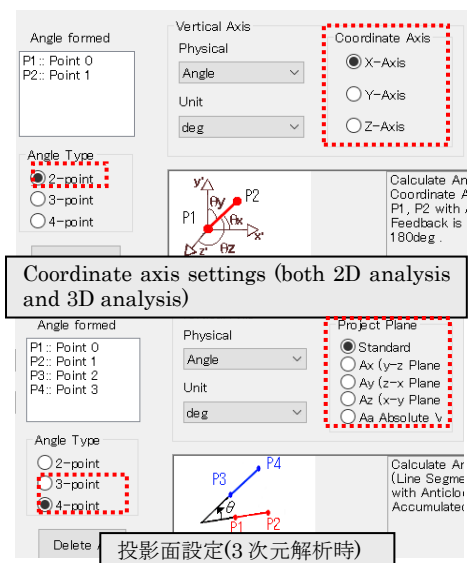 Angle formed
P1:: Point 0
P2:: Point 1
Angle Type
2-point
3-point
4-point
Vertical Axis
Physical
Angle
Unit
deg
Coordinate Axis
X-Axis
Y-Axis
Z-Axis
y'
P2
θy
P1
θx
x'
z'
θz
Calculate An
Coordinate A
P1, P2 with
Feedback is
180deg.
Coordinate axis settings (both 2D analysis
and 3D analysis)
Angle formed
P1:: Point 0
P2:: Point 1
P3:: Point 2
P4:: Point 3
Angle Type
2-point
3-point
4-point
Delete
Physical
Angle
Unit
deg
Project Plane
Standard
Ax (y-z Plane
Ay (z-x Plane
Az (x-y Plane
Aa Absolute
P4
P3
θ
P1
P2
Calculate Ar
(Line Segme
with Anticlo
Accumulate
投影面設定(3 次元解析時)